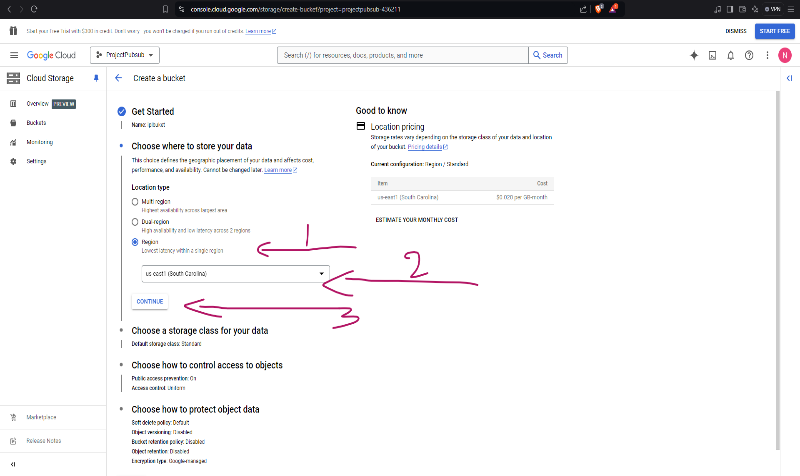 console.cloud.google.com/storage/create-bucket?project=projectpubsub-436211
VPN
Start your Free Trial with $300 in credit. Don't worry—you won't be charged if you run out of credits. Learn more
DISMISS
START FREE
Google Cloud
ProjectPubsub
Search (/) for resources, docs, products, and more
Search
N
Cloud Storage
Create a bucket
Overview PREVIEW
Buckets
Monitoring
Settings
Get Started
Name: iplbuket
Choose where to store your data
This choice defines the geographic placement of your data and affects cost,
performance, and availability. Cannot be changed later. Learn more
Location type
Multi-region
Highest availability across largest area
Dual-region
High availability and low latency across 2 regions
Region
Lowest latency within a single region
1
us-east1 (South Carolina)
2
CONTINUE
3
Choose a storage class for your data
Default storage class: Standard
Choose how to control access to objects
Public access prevention: On
Access control: Uniform
Choose how to protect object data
Soft delete policy: Default
Object versioning: Disabled
Bucket retention policy: Disabled
Object retention: Disabled
Encryption type: Google-managed
Good to know
Location pricing
Storage rates vary depending on the storage class of your data and location
of your bucket. Pricing details
Current configuration: Region / Standard
Item Cost
us-east1 (South Carolina) $0.020 per GB-month
ESTIMATE YOUR MONTHLY COST
Marketplace
Release Notes